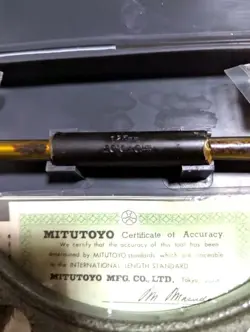 MITUTOYO Certificate of Accuracy
We certify that the accuracy of this tool has been
ascertained by MITUTOYO standards which are traceable
to the INTERNATIONAL LENGTH STANDARD.
MITUTOYO MFG. CO., LTD.